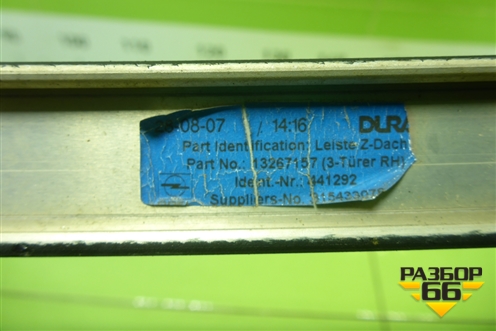 -08-07 / 14:16 DURA
Part Identification: Leiste Z-Dach
Part No.: 13267157 (3-Türer RH)
Ident.-Nr.: 441292
Suppliers-No.
РАЗБОР
66